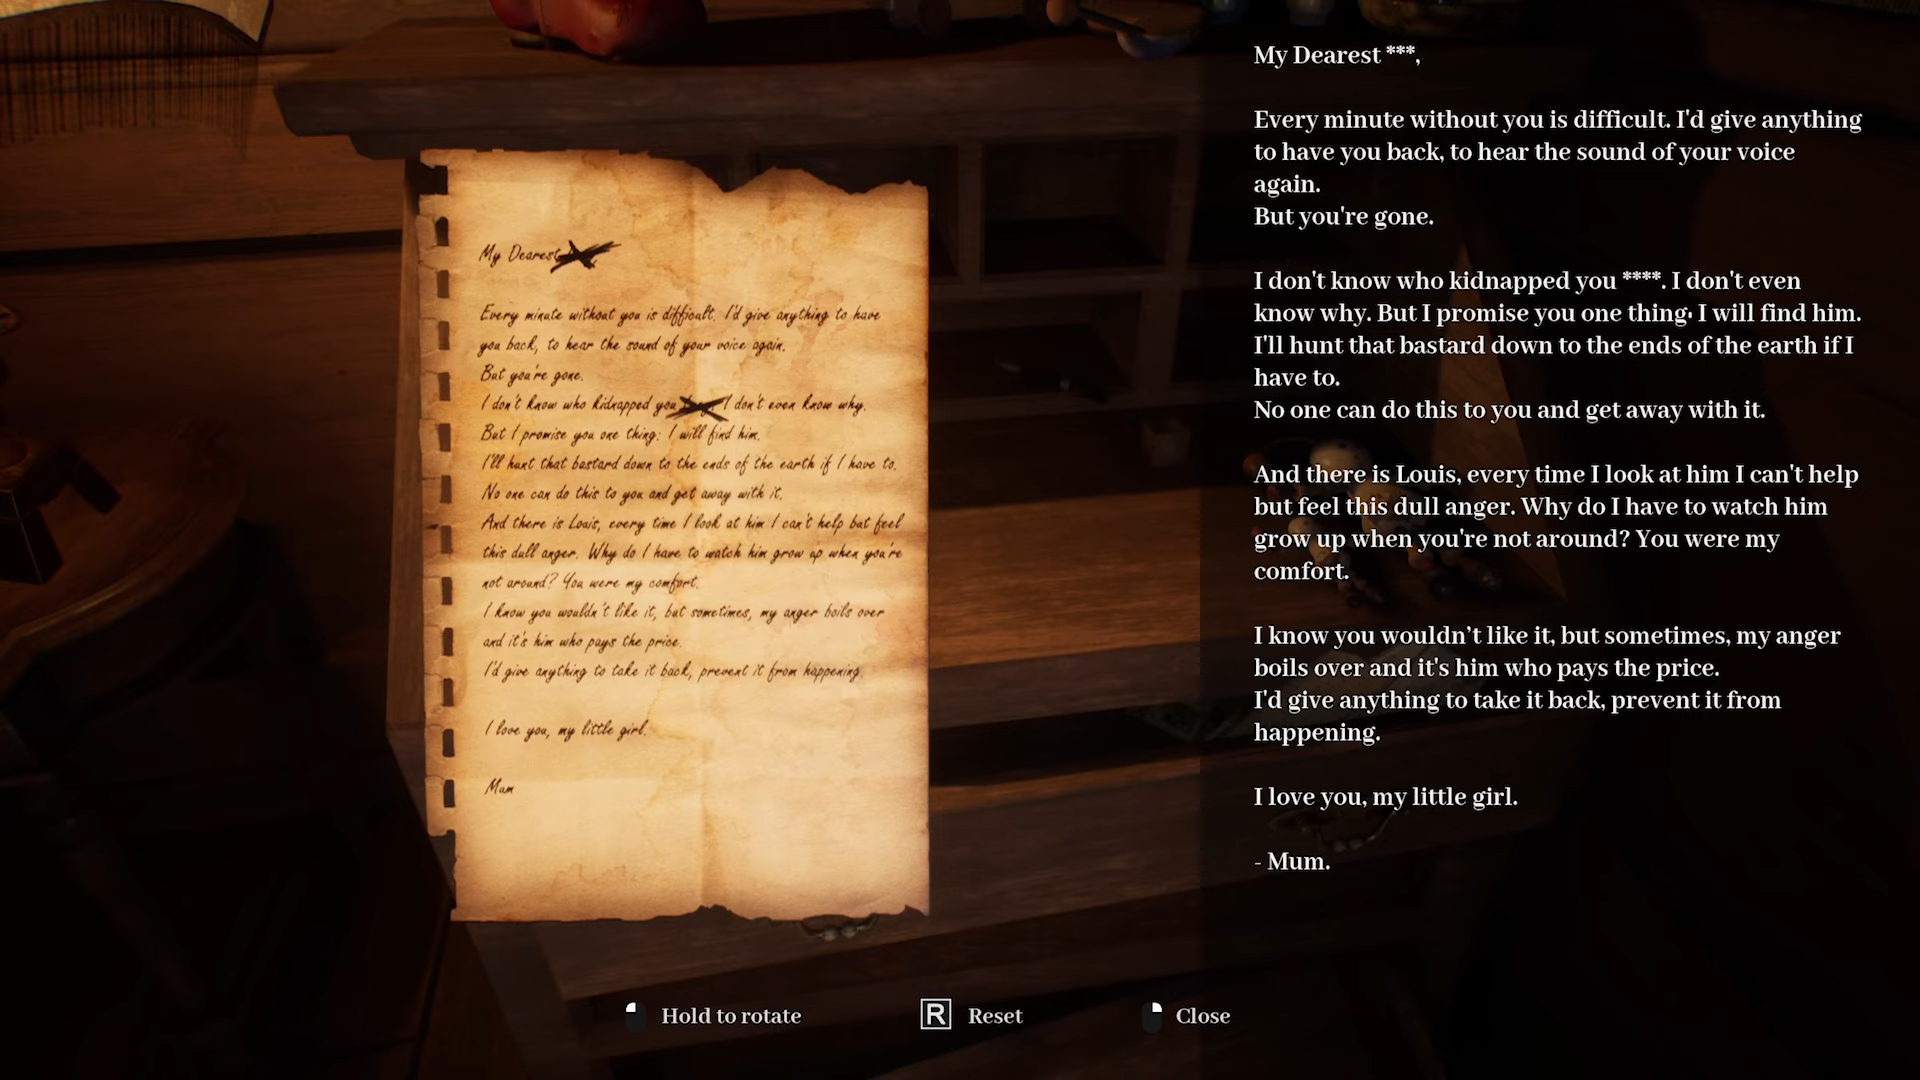 My Dearest
Every minute without you is difficult. I'd give anything to have
you back, to hear the sound of your voice again.
But you're gone.
I don't know who kidnapped you I don't even know why.
But I promise you one thing: I will find him.
I'll hunt that bastard down to the ends of the earth if I have to.
No one can do this to you and get away with it.
And there is Louis, every time I look at him I can't help but feel
this dull anger. Why do I have to watch him grow up when you're
not around? You were my comfort.
I know you wouldn't like it, but sometimes, my anger boils over
and it's him who pays the price.
I'd give anything to take it back, prevent it from happening.
I love you, my little girl.
Mum
My Dearest ***,
Every minute without you is difficult. I'd give anything
to have you back, to hear the sound of your voice
again.
But you're gone.
I don't know who kidnapped you ****. I don't even
know why. But I promise you one thing: I will find him.
I'll hunt that bastard down to the ends of the earth if I
have to.
No one can do this to you and get away with it.
And there is Louis, every time I look at him I can't help
but feel this dull anger. Why do I have to watch him
grow up when you're not around? You were my
comfort.
I know you wouldn’t like it, but sometimes, my anger
boils over and it's him who pays the price.
I'd give anything to take it back, prevent it from
happening.
I love you, my little girl.
- Mum.
Hold to rotate
R Reset
Close